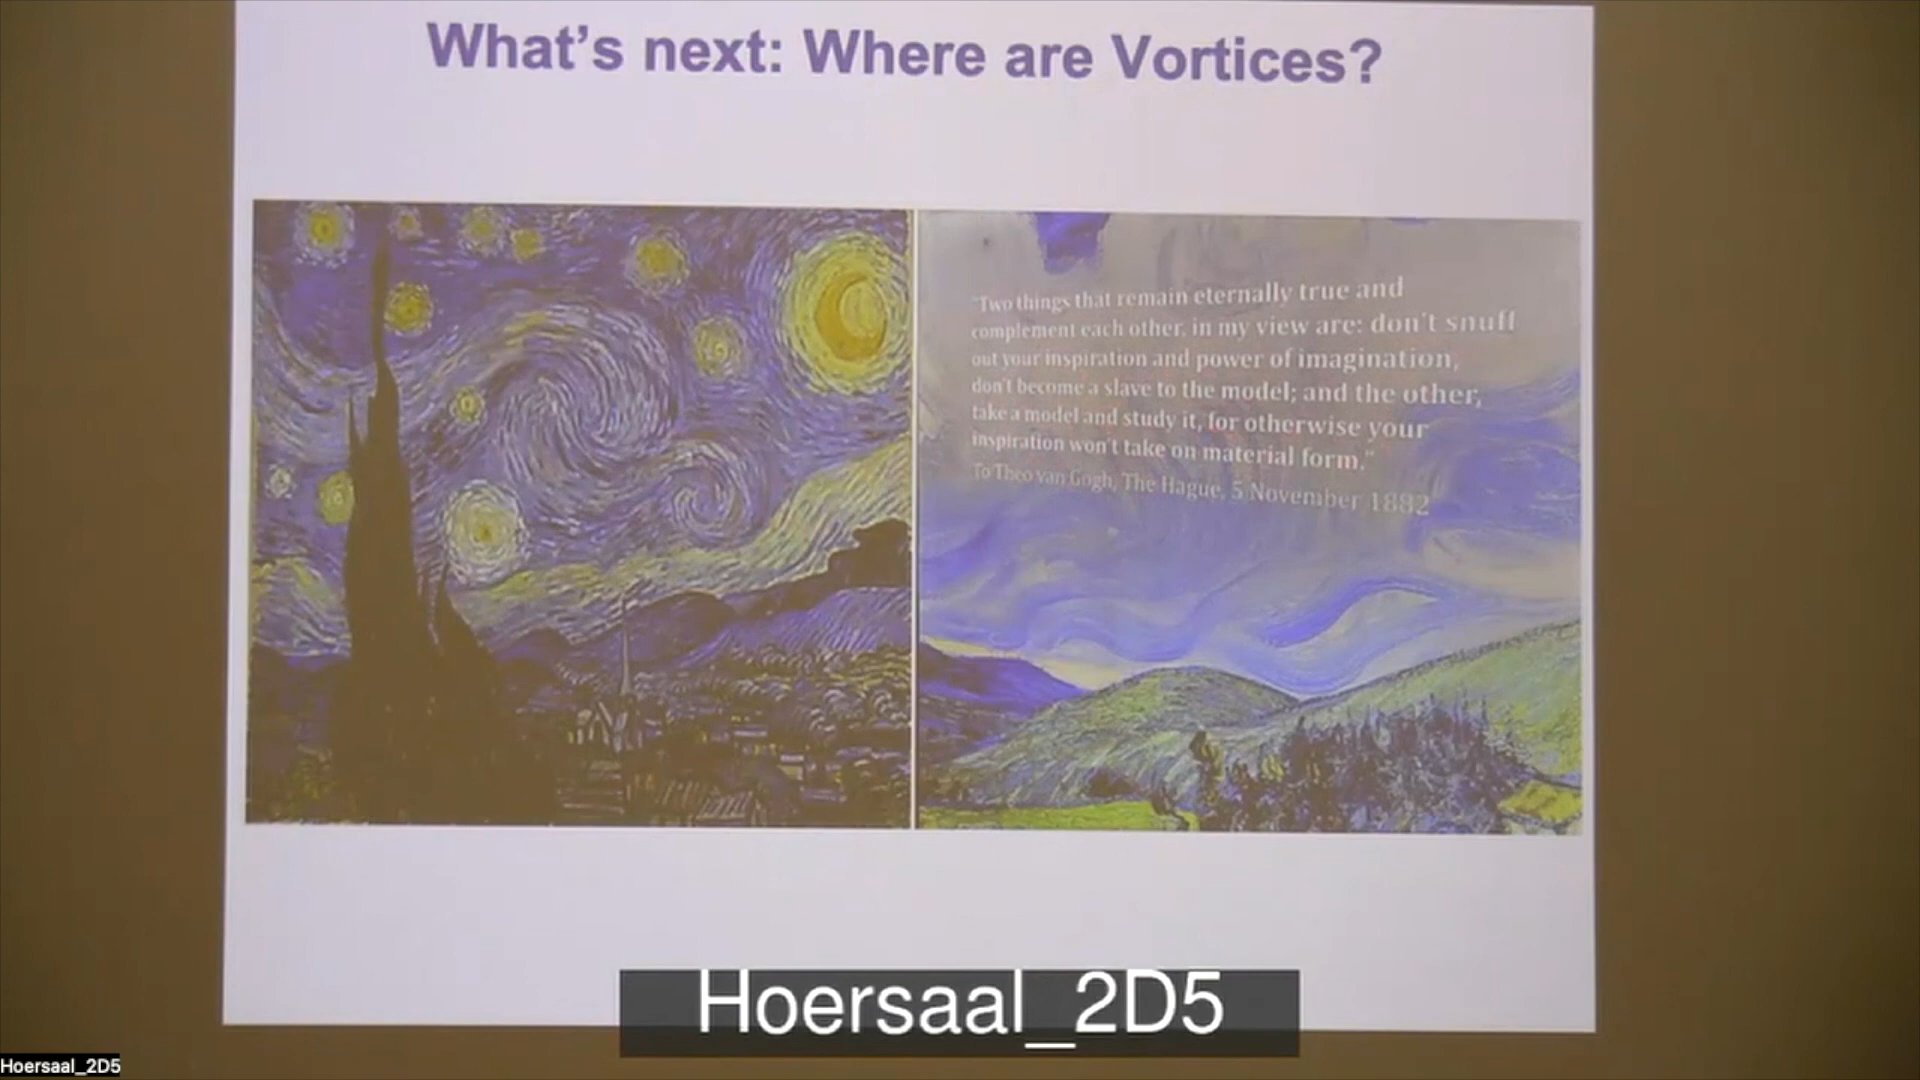 What's next: Where are Vortices?
"Two things that remain eternally true and
complement each other, in my view are: don't snuff
out your inspiration and power of imagination,
don't become a slave to the model; and the other,
take a model and study it, for otherwise your
inspiration won't take on material form."
To Theo van Gogh, The Hague, 5 November 1882
Hoersaal_2D5
Hoersaal_2D5